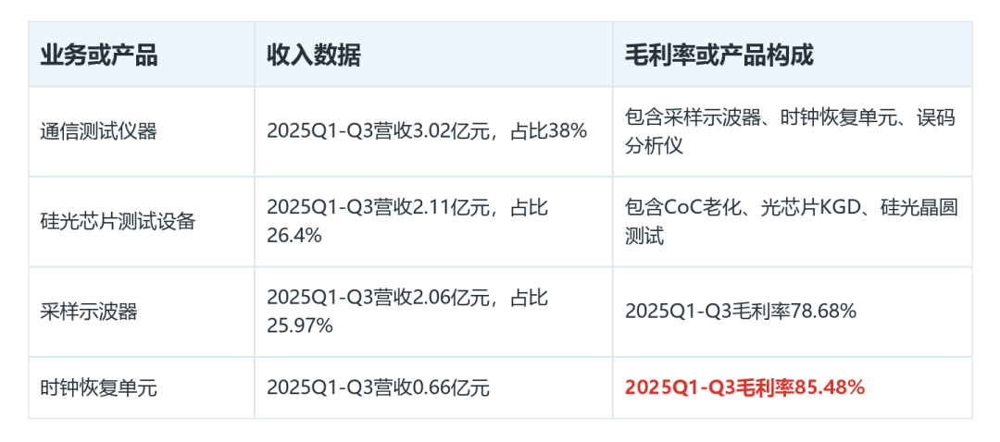 业务或产品
收入数据
毛利率或产品构成
通信测试仪器
2025Q1-Q3营收3.02亿元，占比38%
包含采样示波器、时钟恢复单元、误码
分析仪
硅光芯片测试设备
2025Q1-Q3营收2.11亿元，占比
26.4%
包含CoC老化、光芯片KGD、硅光晶圆
测试
采样示波器
2025Q1-Q3营收2.06亿元，占比
25.97%
2025Q1-Q3毛利率78.68%
时钟恢复单元
2025Q1-Q3营收0.66亿元
2025Q1-Q3毛利率85.48%